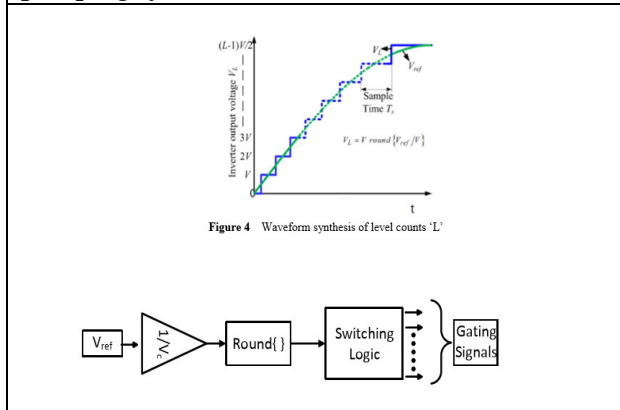 (L-1)V/2
Inverter output voltage V_L
3V
2V
V
0
V_L
V_ref
Sample
Time T_s
V_L = V round{V_ref/V}
t
Figure 4 Waveform synthesis of level counts ‘L’
V_ref
1/V_c
Round{ }
Switching
Logic
Gating
Signals